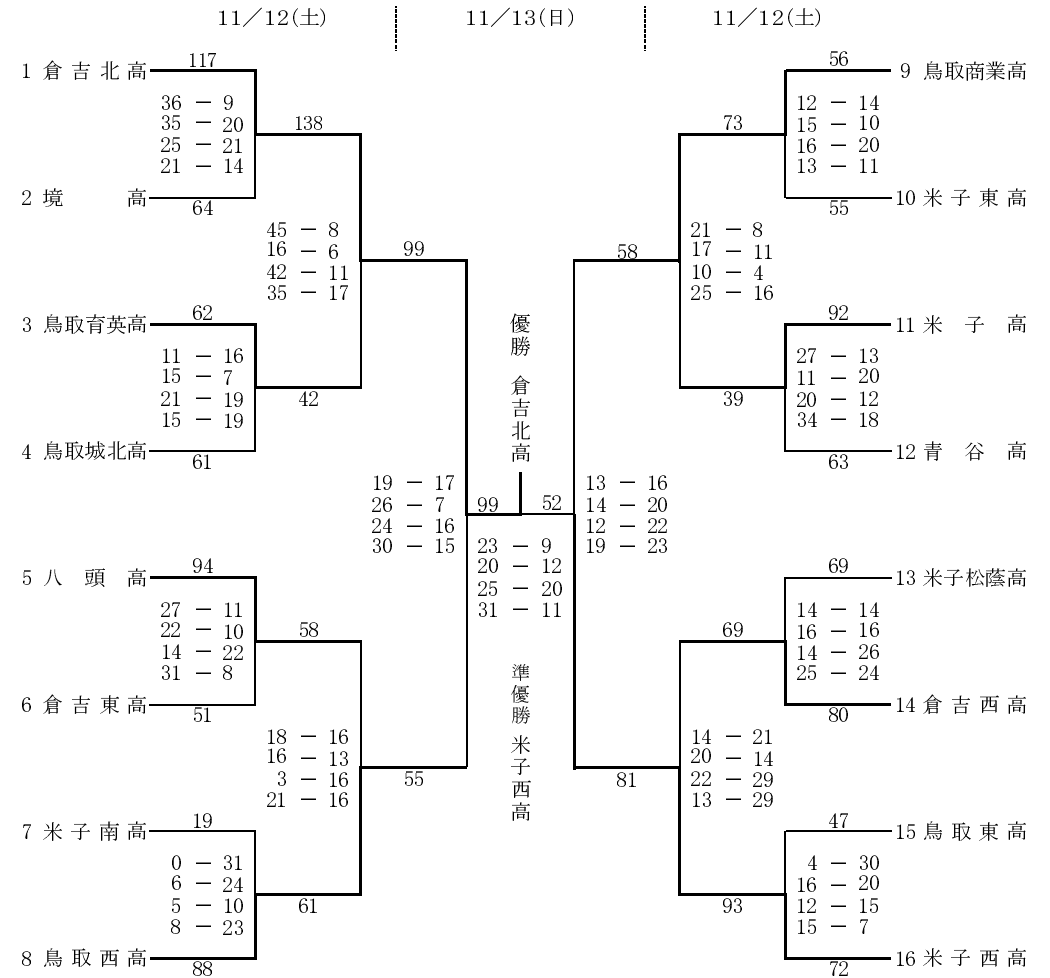 11／12(土) 11／13(日) 11／12(土)
1 倉吉北高 117 56 9 鳥取商業高
36 － 9 12 － 14
35 － 20 138 73 15 － 10
25 － 21 16 － 20
21 － 14 13 － 11
2 境 高 64 55 10 米子東高
45 － 8 21 － 8
16 － 6 99 58 17 － 11
42 － 11 10 － 4
35 － 17 25 － 16
3 鳥取育英高 62 92 11 米子高
11 － 16 27 － 13
15 － 7 11 － 20
21 － 19 42 39 20 － 12
15 － 19 34 － 18
4 鳥取城北高 61 63 12 青谷高
優勝 倉吉北高
19 － 17 13 － 16
26 － 7 99 52 14 － 20
24 － 16 12 － 22
30 － 15 19 － 23
23 － 9
20 － 12
25 － 20
31 － 11
5 八頭高 94 69 13 米子松蔭高
27 － 11 14 － 14
22 － 10 58 69 16 － 16
14 － 22 14 － 26
31 － 8 25 － 24
6 倉吉東高 51 80 14 倉吉西高
準優勝 米子西高
18 － 16 14 － 21
16 － 13 20 － 14
3 － 16 55 81 22 － 29
21 － 16 13 － 29
7 米子南高 19 47 15 鳥取東高
0 － 31 4 － 30
6 － 24 16 － 20
5 － 10 61 93 12 － 15
8 － 23 15 － 7
8 鳥取西高 88 72 16 米子西高